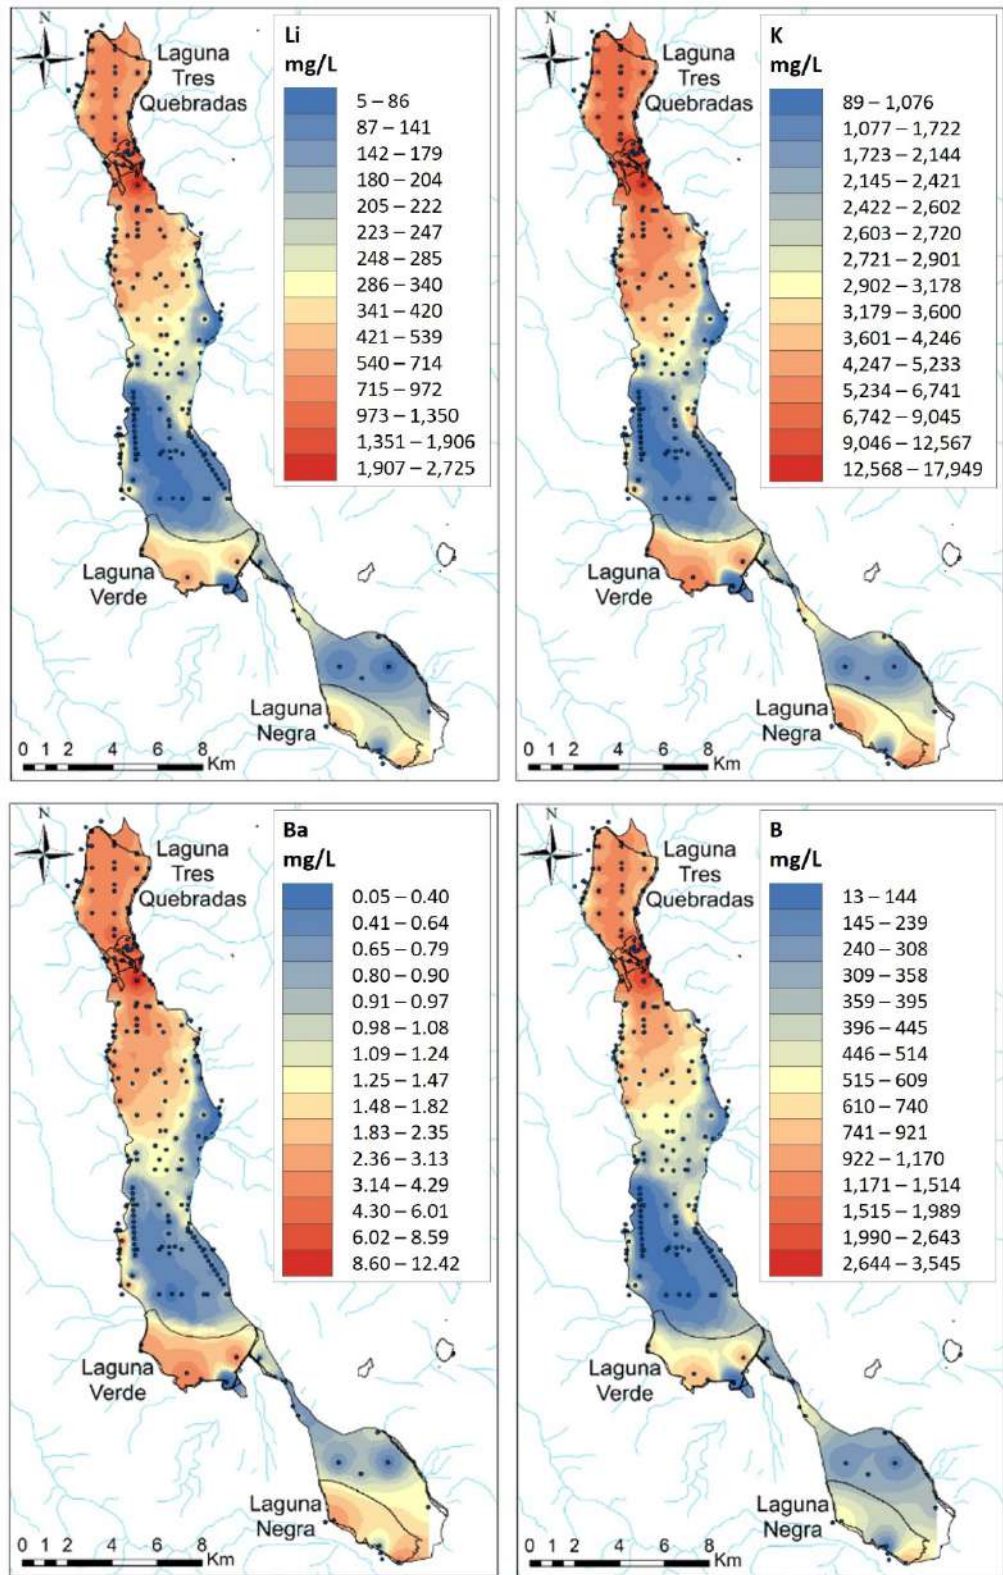 N
Laguna
Tres
Quebradas
Li
mg/L
5 – 86
87 – 141
142 – 179
180 – 204
205 – 222
223 – 247
248 – 285
286 – 340
341 – 420
421 – 539
540 – 714
715 – 972
973 – 1,350
1,351 – 1,906
1,907 – 2,725
Laguna
Verde
Laguna
Negra
0 1 2 4 6 8
Km
N
Laguna
Tres
Quebradas
K
mg/L
89 – 1,076
1,077 – 1,722
1,723 – 2,144
2,145 – 2,421
2,422 – 2,602
2,603 – 2,720
2,721 – 2,901
2,902 – 3,178
3,179 – 3,600
3,601 – 4,246
4,247 – 5,233
5,234 – 6,741
6,742 – 9,045
9,046 – 12,567
12,568 – 17,949
Laguna
Verde
Laguna
Negra
0 1 2 4 6 8
Km
N
Laguna
Tres
Quebradas
Ba
mg/L
0.05 – 0.40
0.41 – 0.64
0.65 – 0.79
0.80 – 0.90
0.91 – 0.97
0.98 – 1.08
1.09 – 1.24
1.25 – 1.47
1.48 – 1.82
1.83 – 2.35
2.36 – 3.13
3.14 – 4.29
4.30 – 6.01
6.02 – 8.59
8.60 – 12.42
Laguna
Verde
Laguna
Negra
0 1 2 4 6 8
Km
N
Laguna
Tres
Quebradas
B
mg/L
13 – 144
145 – 239
240 – 308
309 – 358
359 – 395
396 – 445
446 – 514
515 – 609
610 – 740
741 – 921
922 – 1,170
1,171 – 1,514
1,515 – 1,989
1,990 – 2,643
2,644 – 3,545
Laguna
Verde
Laguna
Negra
0 1 2 4 6 8
Km